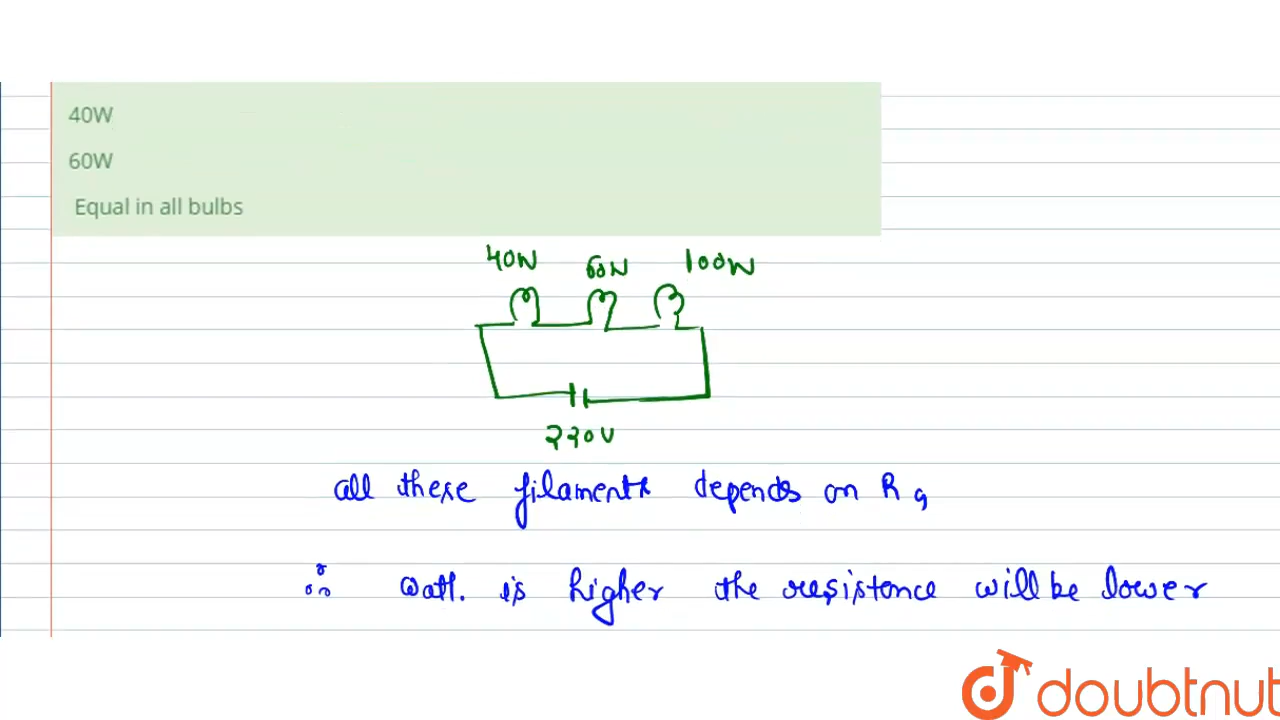 40W
60W
Equal in all bulbs
40W 60W 100W
220V
all these filaments depends on R
∴ watt. is higher the resistence will be lower
doubtnut